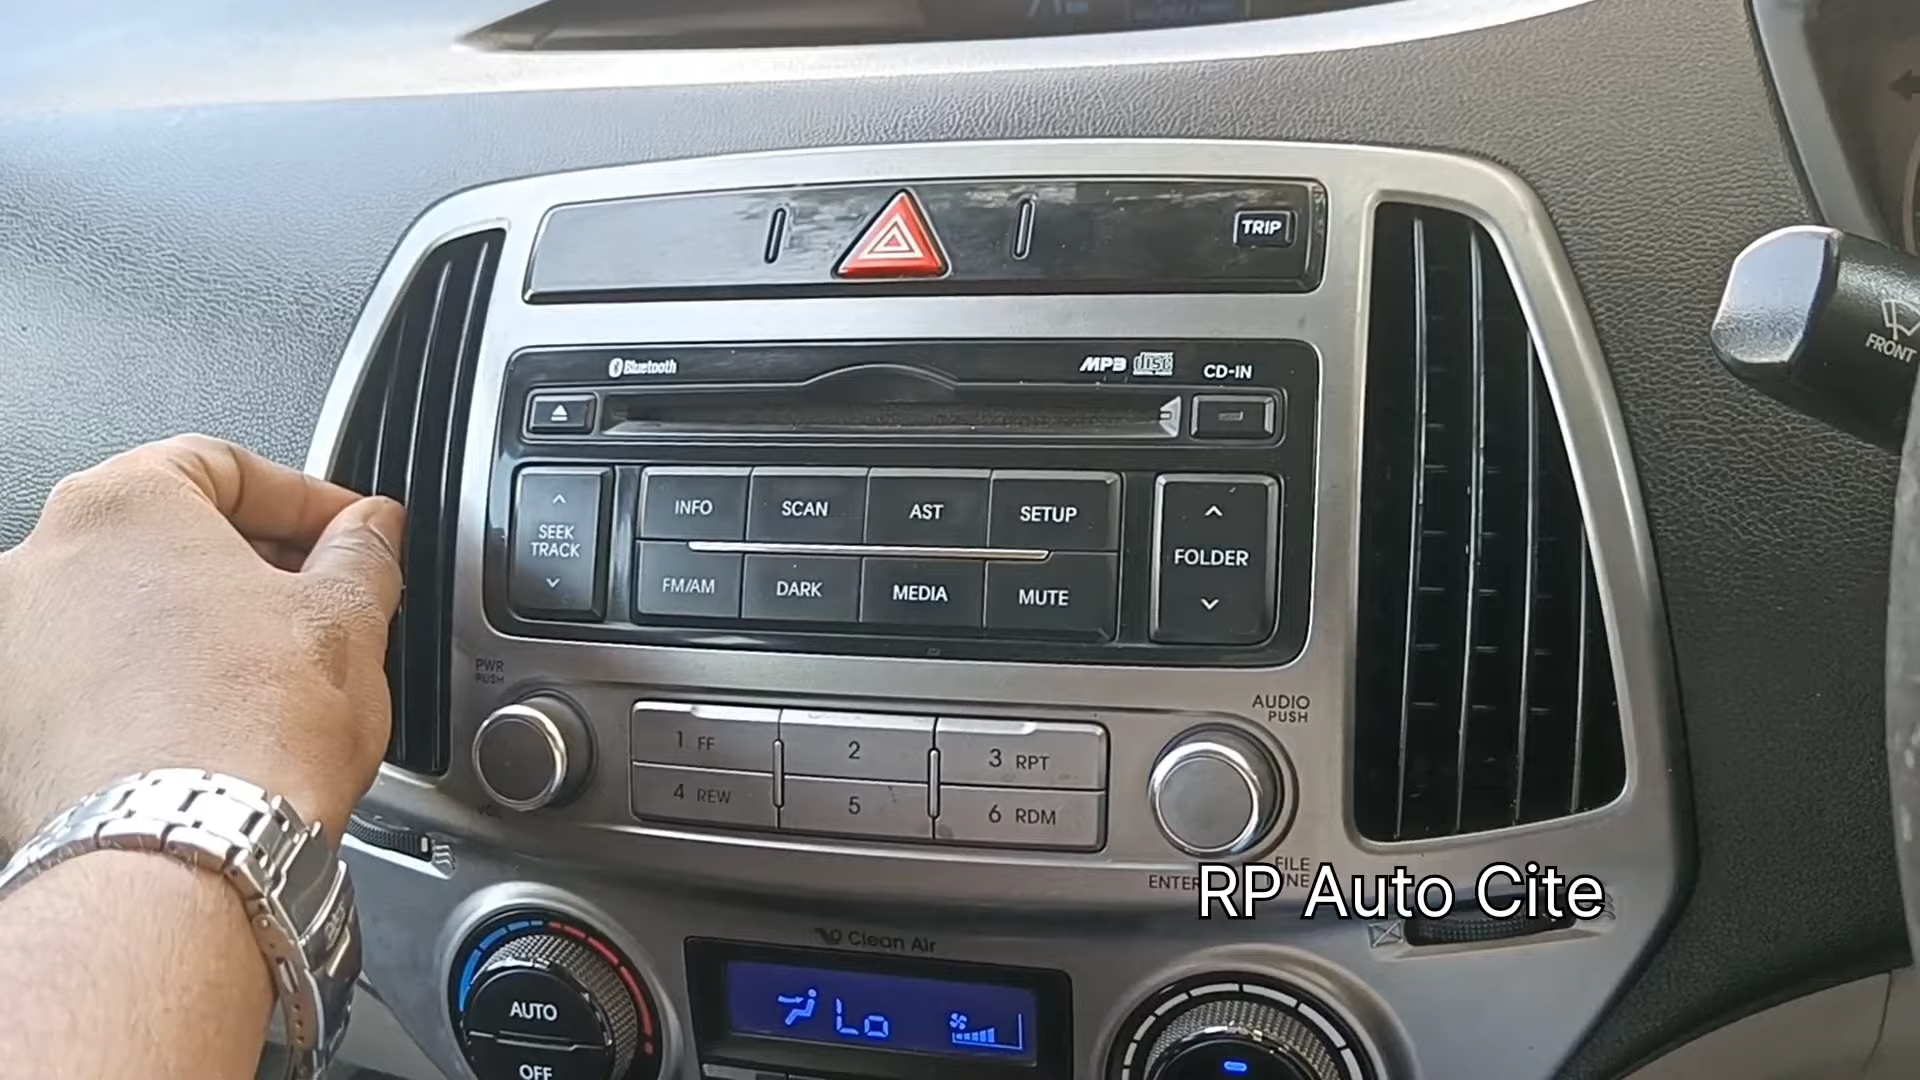 TRIP
Bluetooth
MP3 disc
CD-IN
SEEK
TRACK
INFO
SCAN
AST
SETUP
FOLDER
FM/AM
DARK
MEDIA
MUTE
PWR
PUSH
AUDIO
PUSH
1 FF
2
3 RPT
4 REW
5
6 RDM
FILE
ENTER
RP Auto Cite
Clean Air
AUTO
OFF
Lo
FRONT